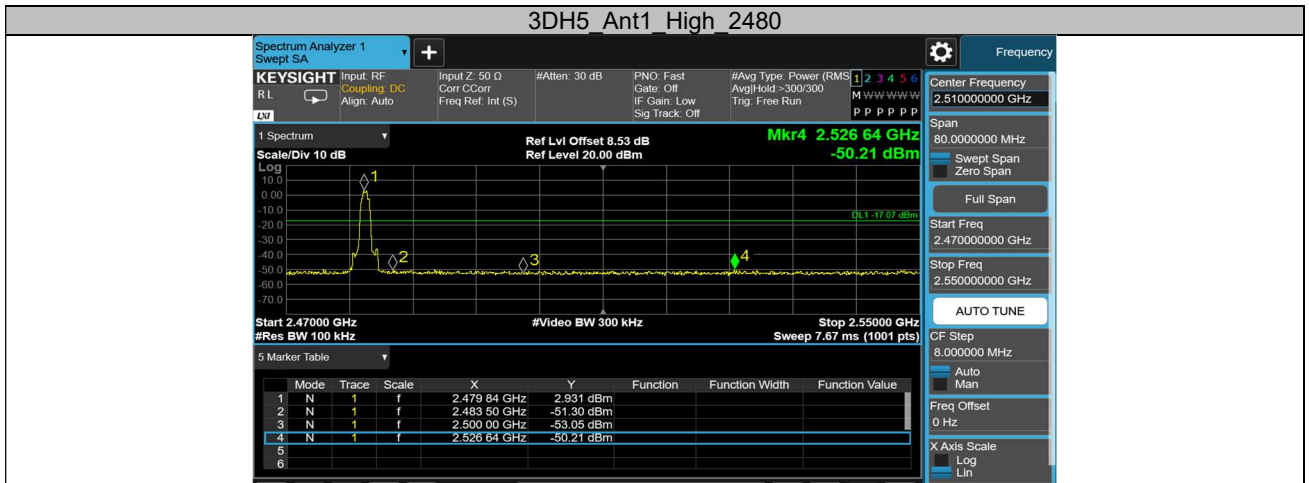 3DH5_Ant1_High_2480
Spectrum Analyzer 1
Swept SA
+
Frequency
KEYSIGHT
RL
LXI
Input: RF
Coupling: DC
Align: Auto
Input Z: 50 Ω
Corr CCorr
Freq Ref: Int (S)
#Atten: 30 dB
PNO: Fast
Gate: Off
IF Gain: Low
Sig Track: Off
#Avg Type: Power (RMS
Avg|Hold:>300/300
Trig: Free Run
1 2 3 4 5 6
M W W W W W
P P P P P P
1 Spectrum
Scale/Div 10 dB
Ref Lvl Offset 8.53 dB
Ref Level 20.00 dBm
Mkr4 2.526 64 GHz
-50.21 dBm
Log
10.0
0.00
-10.0
-20.0
-30.0
-40.0
-50.0
-60.0
-70.0
1
2
3
4
DL1 -17.07 dBm
Start 2.47000 GHz
#Res BW 100 kHz
#Video BW 300 kHz
Stop 2.55000 GHz
Sweep 7.67 ms (1001 pts)
5 Marker Table
Mode Trace Scale X Y Function Function Width Function Value
1 N 1 f 2.479 84 GHz 2.931 dBm
2 N 1 f 2.483 50 GHz -51.30 dBm
3 N 1 f 2.500 00 GHz -53.05 dBm
4 N 1 f 2.526 64 GHz -50.21 dBm
5
6
Center Frequency
2.510000000 GHz
Span
80.0000000 MHz
Swept Span
Zero Span
Full Span
Start Freq
2.470000000 GHz
Stop Freq
2.550000000 GHz
AUTO TUNE
CF Step
8.000000 MHz
Auto
Man
Freq Offset
0 Hz
X Axis Scale
Log
Lin